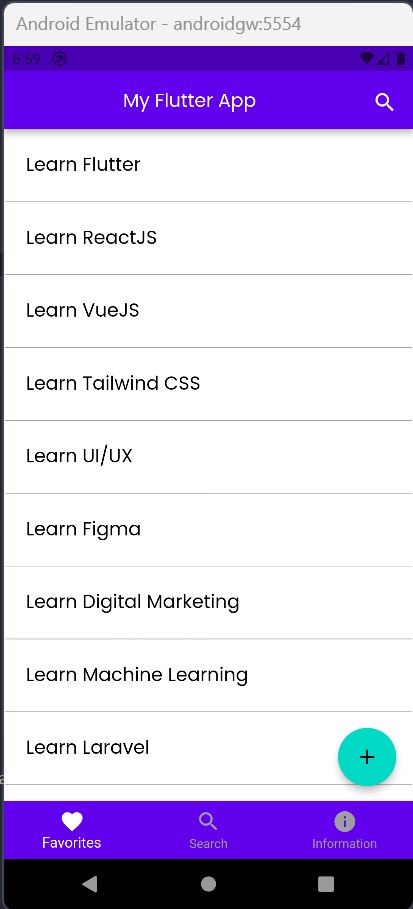 Android Emulator - androidgw:5554
6:59
My Flutter App
Learn Flutter
Learn ReactJS
Learn VueJS
Learn Tailwind CSS
Learn UI/UX
Learn Figma
Learn Digital Marketing
Learn Machine Learning
Learn Laravel
Favorites Search Information